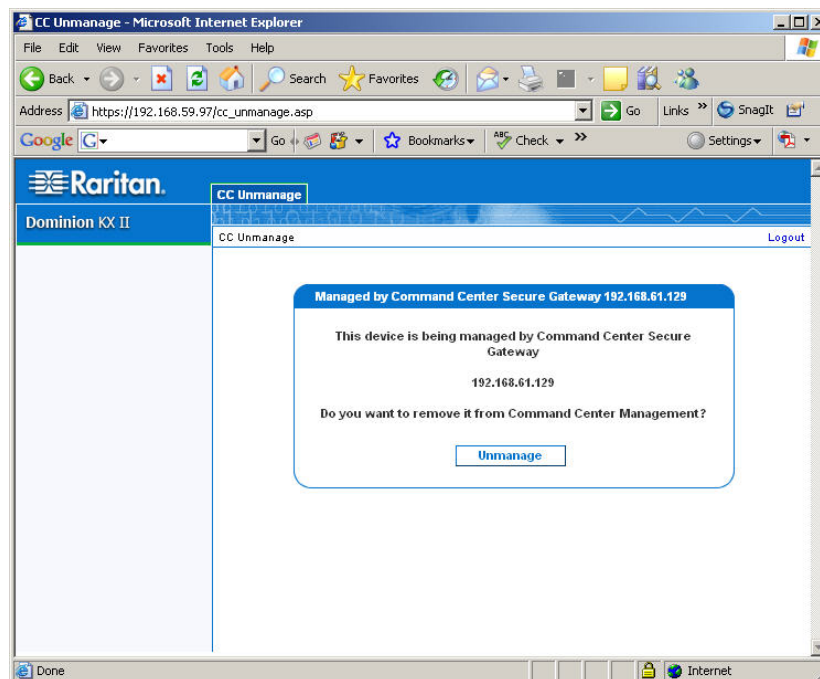 CC Unmanage - Microsoft Internet Explorer
File Edit View Favorites Tools Help
Back Search Favorites
Address https://192.168.59.97/cc_unmanage.asp Go Links » SnagIt
Google G Go Bookmarks ABC Check » Settings
Raritan.
CC Unmanage
Dominion KX II
CC Unmanage Logout
Managed by Command Center Secure Gateway 192.168.61.129
This device is being managed by Command Center Secure
Gateway
192.168.61.129
Do you want to remove it from Command Center Management?
Unmanage
Done Internet